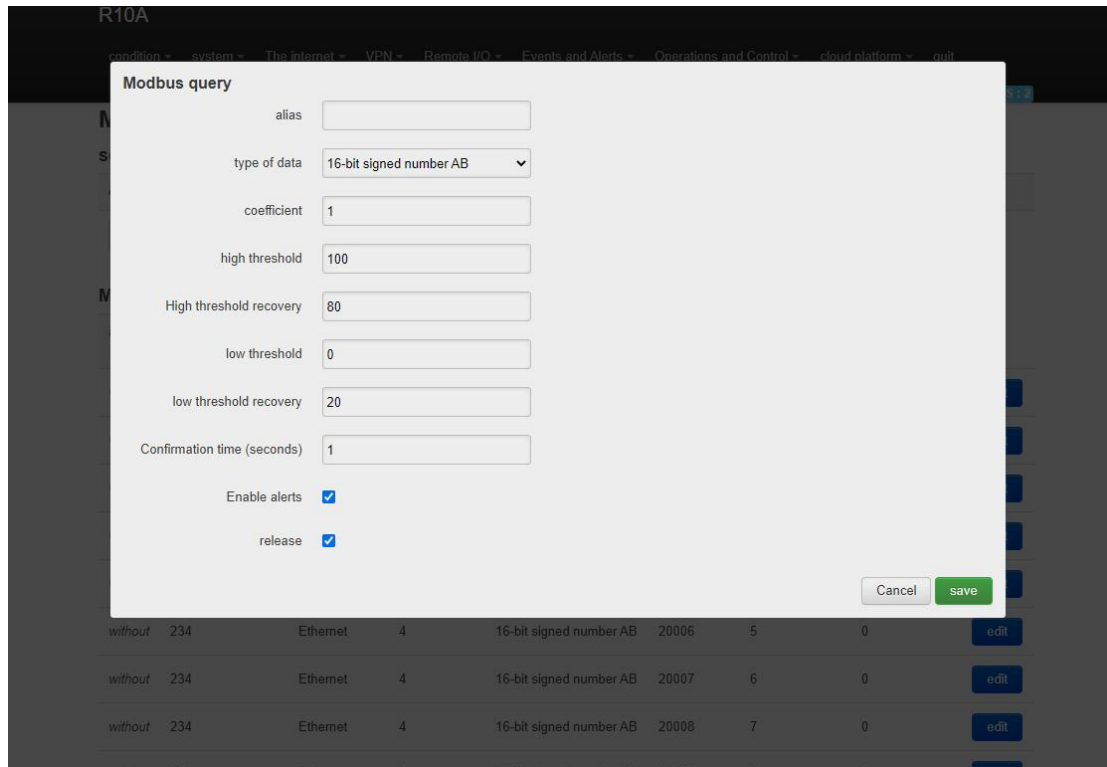 R10A
condition system The internet VPN Remote I/O Events and Alerts Operations and Control cloud platform quit
Modbus query
alias
type of data 16-bit signed number AB
coefficient 1
high threshold 100
High threshold recovery 80
low threshold 0
low threshold recovery 20
Confirmation time (seconds) 1
Enable alerts
release
Cancel save
without 234 Ethernet 4 16-bit signed number AB 20006 5 0 edit
without 234 Ethernet 4 16-bit signed number AB 20007 6 0 edit
without 234 Ethernet 4 16-bit signed number AB 20008 7 0 edit